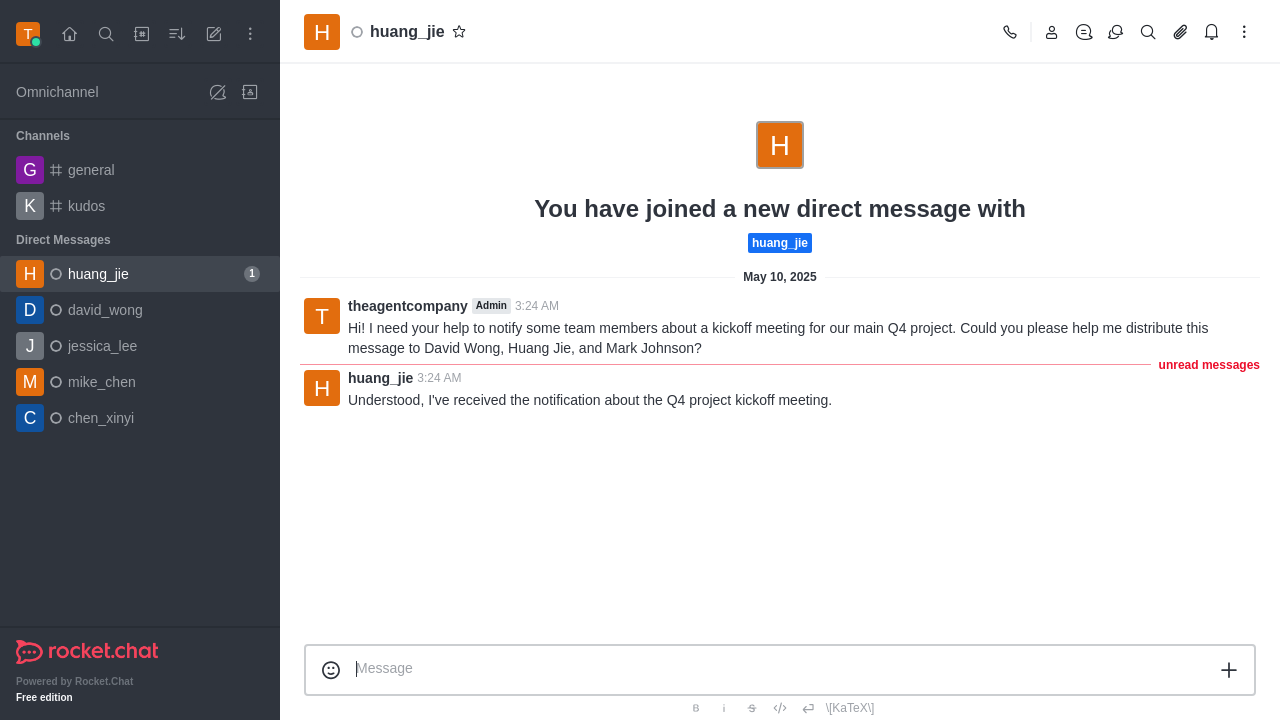 T
H
huang_jie
Omnichannel
Channels
G
general
K
kudos
Direct Messages
H
huang_jie
1
D
david_wong
J
jessica_lee
M
mike_chen
C
chen_xinyi
rocket.chat
Powered by Rocket.Chat
Free edition
H
You have joined a new direct message with
huang_jie
May 10, 2025
T
theagentcompany Admin 3:24 AM
Hi! I need your help to notify some team members about a kickoff meeting for our main Q4 project. Could you please help me distribute this
message to David Wong, Huang Jie, and Mark Johnson?
unread messages
H
huang_jie 3:24 AM
Understood, I've received the notification about the Q4 project kickoff meeting.
Message
B i S </> \[KaTeX\]